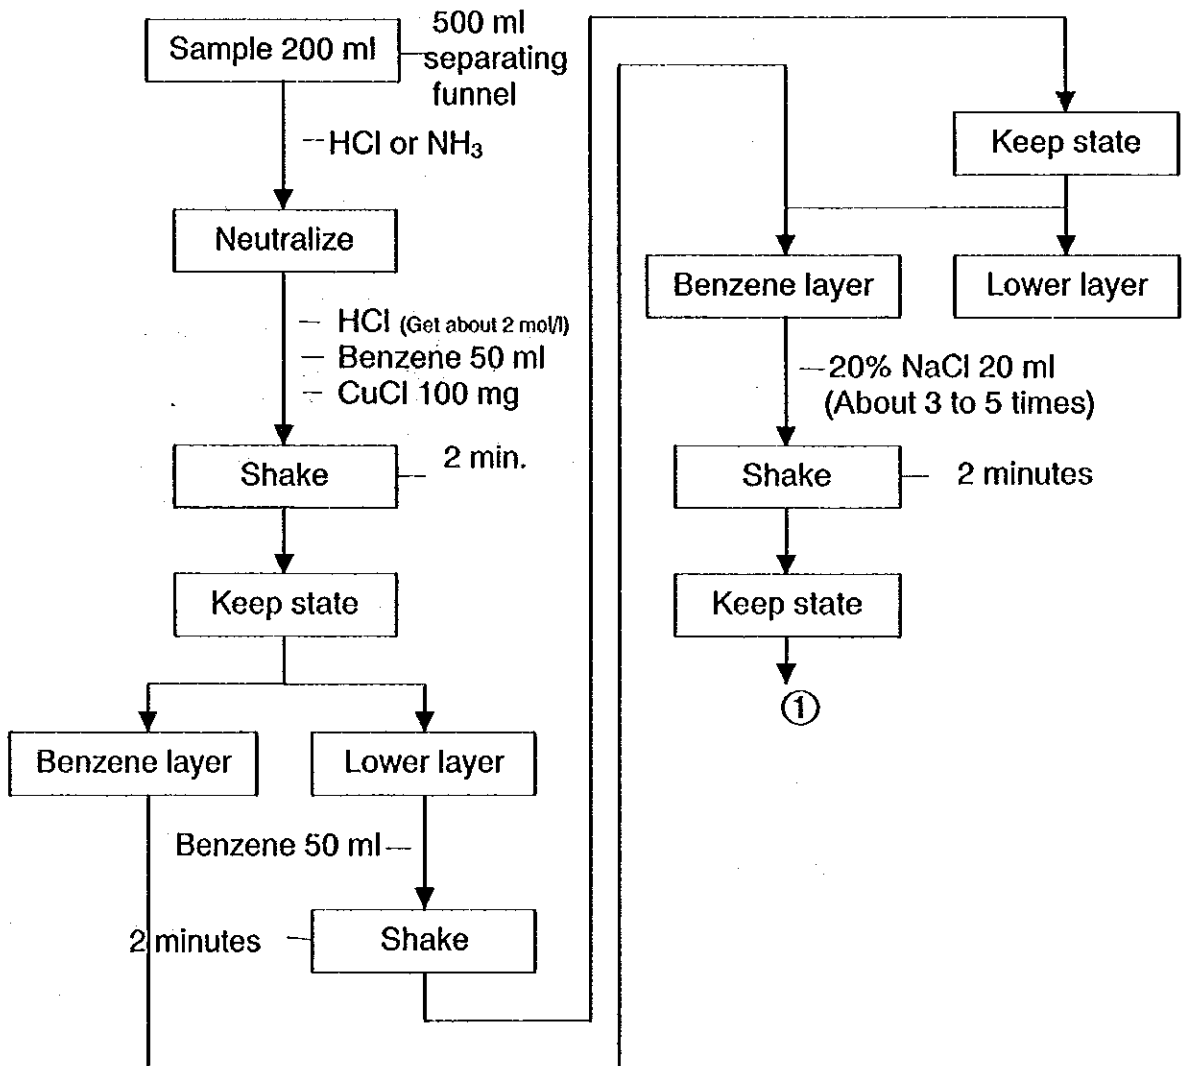 Sample 200 ml
500 ml
separating
funnel
HCl or NH₃
Neutralize
HCl (Get about 2 mol/l)
Benzene 50 ml
CuCl 100 mg
Shake
2 min.
Keep state
Benzene layer
Lower layer
Benzene 50 ml
2 minutes
Shake
Keep state
Benzene layer
Lower layer
20% NaCl 20 ml
(About 3 to 5 times)
Shake
2 minutes
Keep state
①